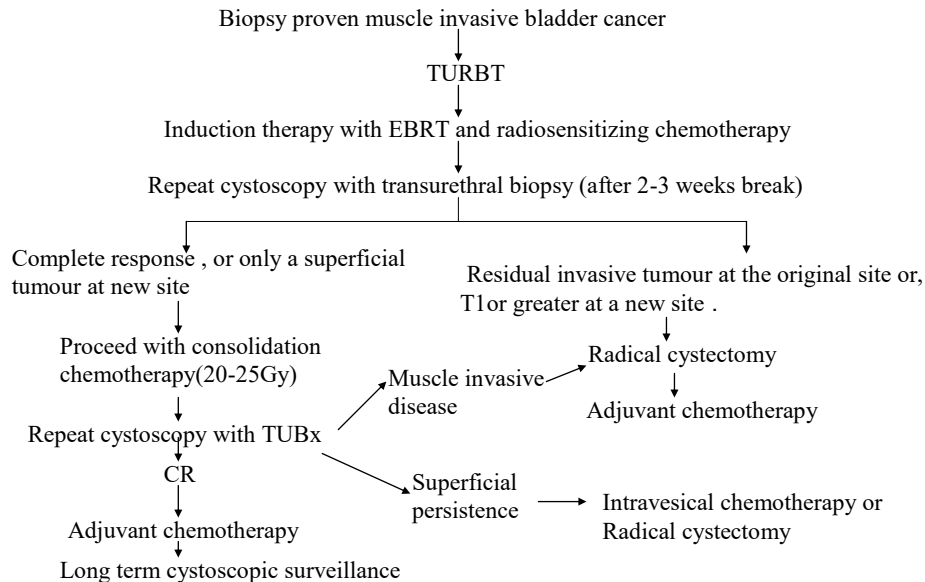 Biopsy proven muscle invasive bladder cancer
TURBT
Induction therapy with EBRT and radiosensitizing chemotherapy
Repeat cystoscopy with transurethral biopsy (after 2-3 weeks break)
Complete response , or only a superficial
tumour at new site
Residual invasive tumour at the original site or,
T1or greater at a new site .
Proceed with consolidation
chemotherapy(20-25Gy)
Muscle invasive
disease
Radical cystectomy
Adjuvant chemotherapy
Repeat cystoscopy with TUBx
CR
Superficial
persistence
Intravesical chemotherapy or
Radical cystectomy
Adjuvant chemotherapy
Long term cystoscopic surveillance